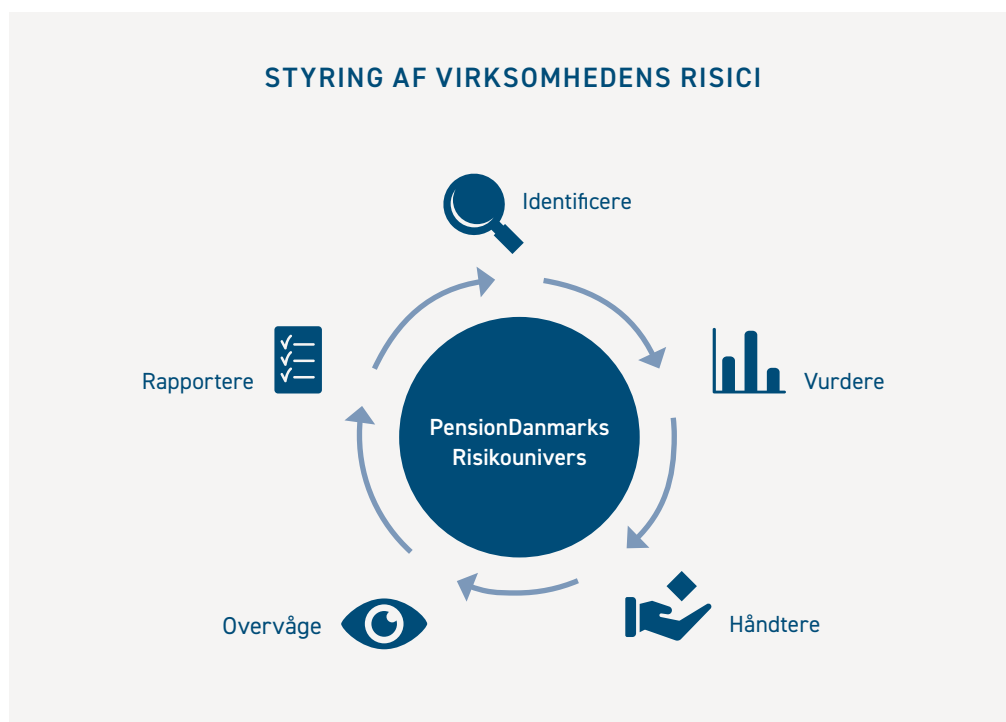 STYRING AF VIRKSOMHEDENS RISICI
Identificere
Vurdere
Håndtere
Overvåge
Rapportere
PensionDanmarks
Risikounivers